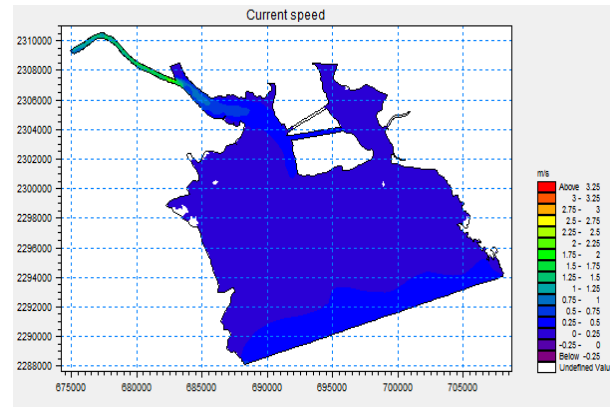 Current speed
2310000
2308000
2306000
2304000
2302000
2300000
2298000
2296000
2294000
2292000
2290000
2288000
675000 680000 685000 690000 695000 700000 705000
m/s
Above 3.25
3 - 3.25
2.75 - 3
2.5 - 2.75
2.25 - 2.5
2 - 2.25
1.75 - 2
1.5 - 1.75
1.25 - 1.5
1 - 1.25
0.75 - 1
0.5 - 0.75
0.25 - 0.5
0 - 0.25
-0.25 - 0
Below -0.25
Undefined Valu